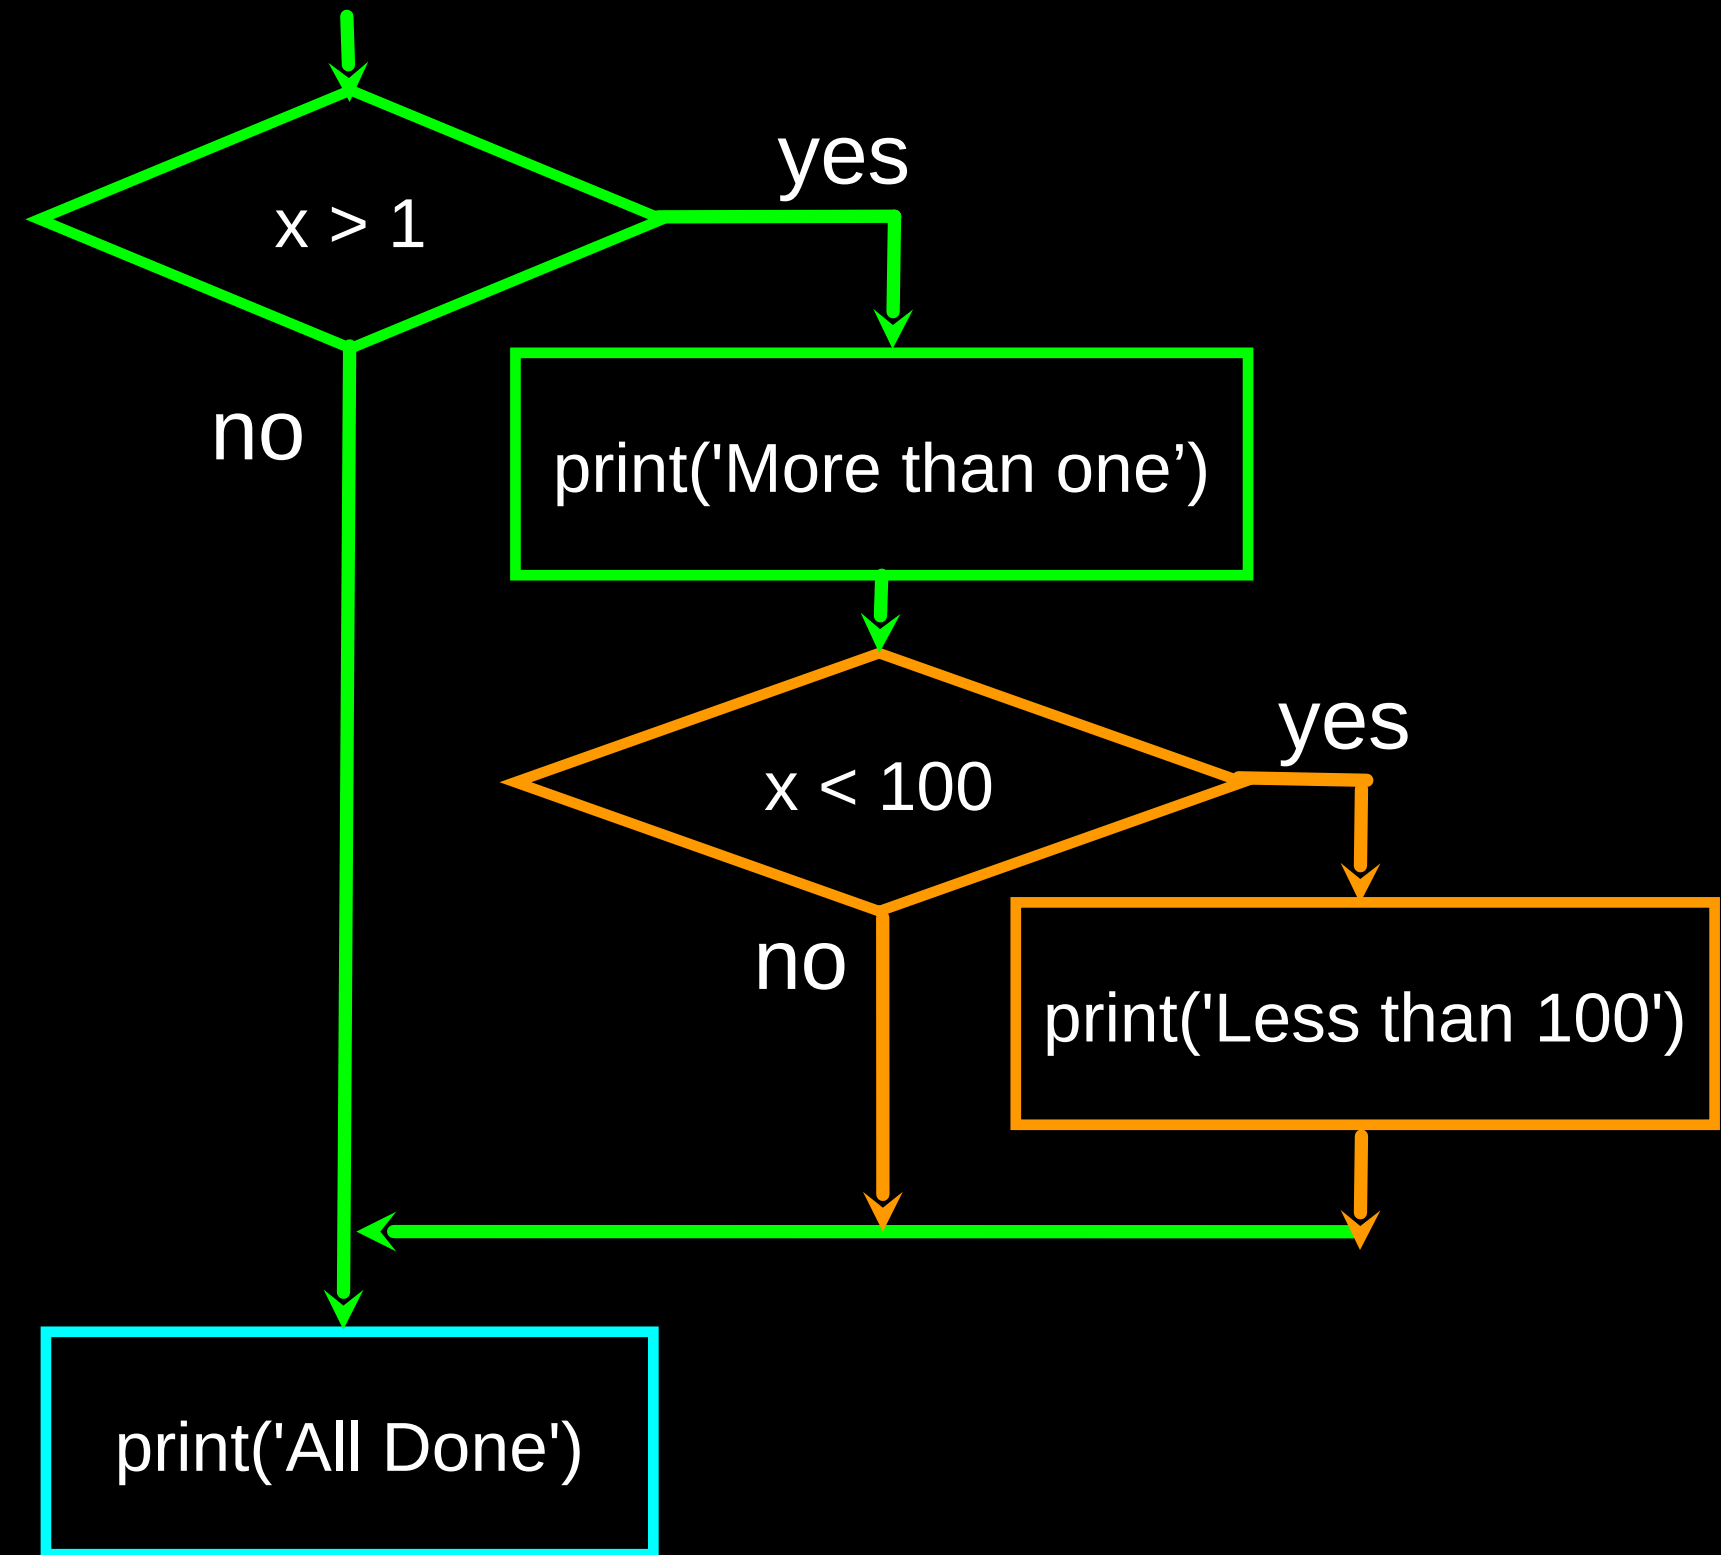 yes
x > 1
no
print('More than one’)
yes
x < 100
no
print('Less than 100')
print('All Done')